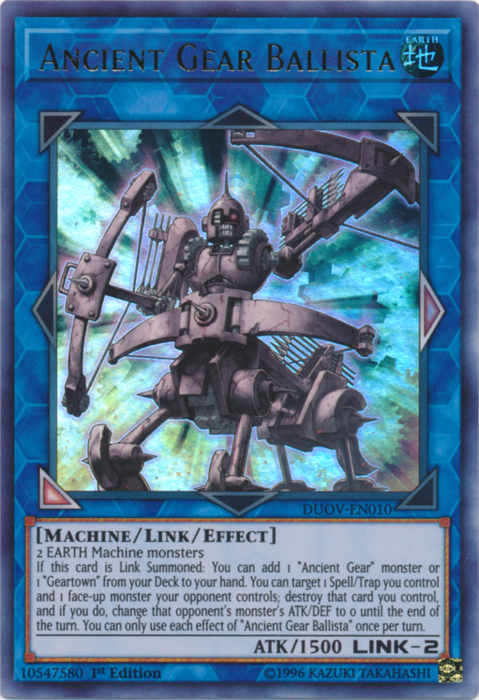 ANCIENT GEAR BALLISTA
EARTH
地
DUOV-EN010
[MACHINE/LINK/EFFECT]
2 EARTH Machine monsters
If this card is Link Summoned: You can add 1 "Ancient Gear" monster or
1 "Geartown" from your Deck to your hand. You can target 1 Spell/Trap you control
and 1 face-up monster your opponent controls; destroy that card you control,
and if you do, change that opponent's monster's ATK/DEF to 0 until the end of
the turn. You can only use each effect of "Ancient Gear Ballista" once per turn.
ATK/1500 LINK-2
10547580 1st Edition ©1996 KAZUKI TAKAHASHI